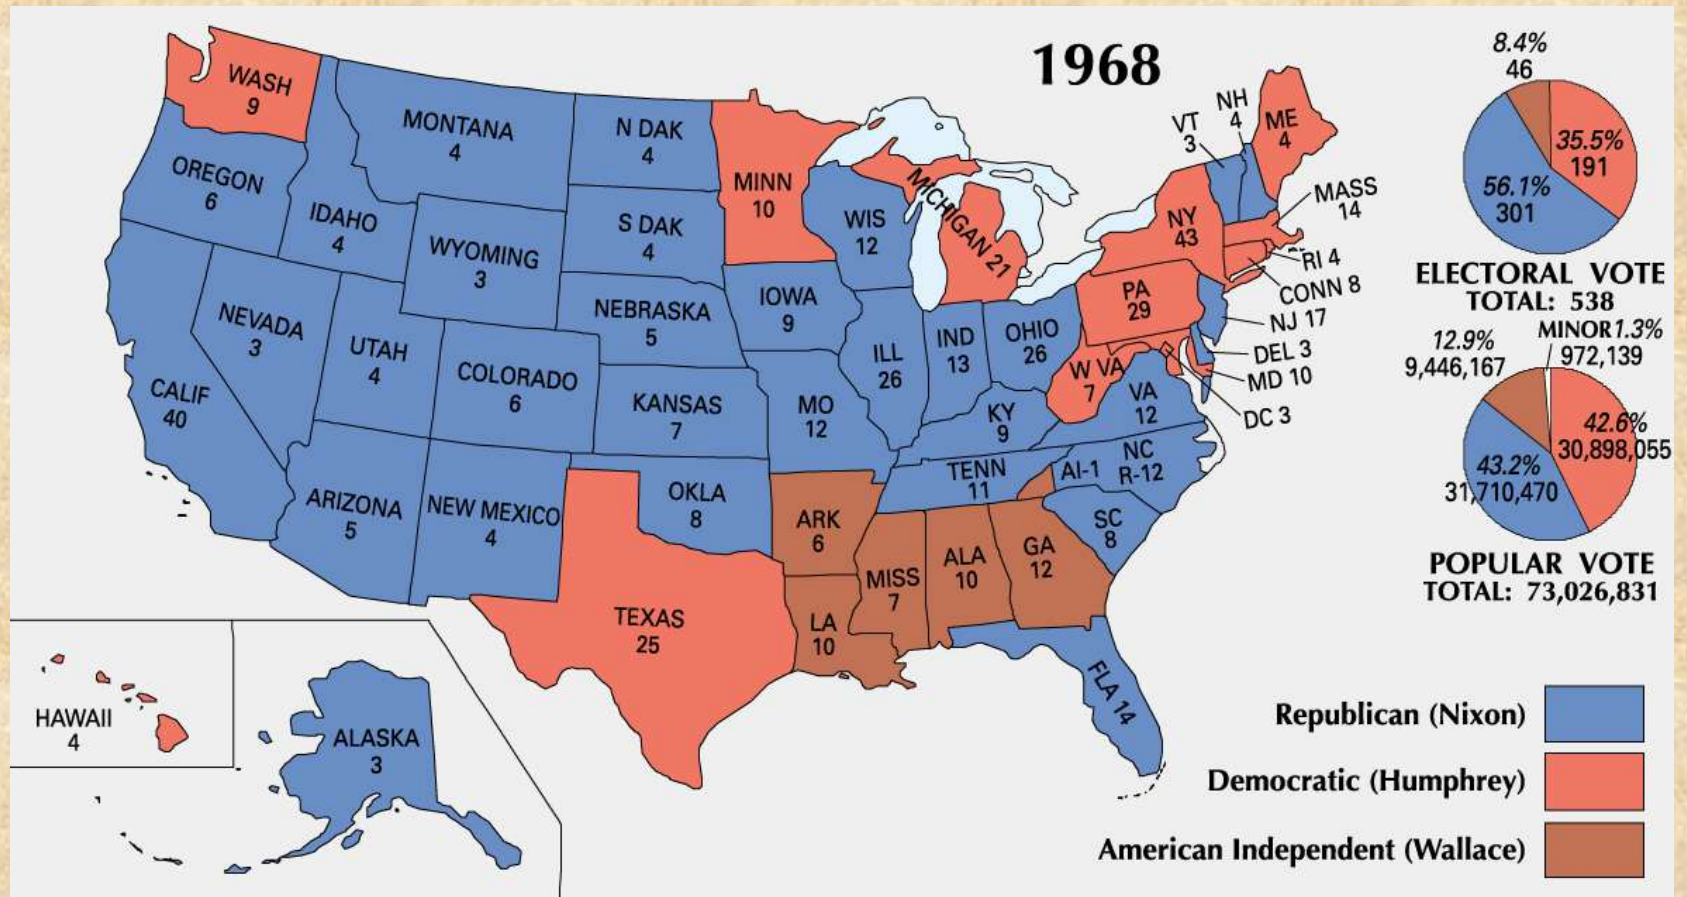 1968
WASH
9
OREGON
6
CALIF
40
NEVADA
3
IDAHO
4
MONTANA
4
WYOMING
3
UTAH
4
COLORADO
6
ARIZONA
5
NEW MEXICO
4
N DAK
4
S DAK
4
NEBRASKA
5
KANSAS
7
OKLA
8
TEXAS
25
MINN
10
IOWA
9
MO
12
ARK
6
LA
10
WIS
12
ILL
26
MICHIGAN 21
IND
13
OHIO
26
KY
9
TENN
11
MISS
7
ALA
10
GA
12
FLA 14
SC
8
AI-1
NC
R-12
VA
12
W VA
7
PA
29
NY
43
VT
3
NH
4
ME
4
MASS
14
RI 4
CONN 8
NJ 17
DEL 3
MD 10
DC 3
HAWAII
4
ALASKA
3
8.4%
46
35.5%
191
56.1%
301
ELECTORAL VOTE
TOTAL: 538
MINOR 1.3%
972,139
12.9%
9,446,167
42.6%
30,898,055
43.2%
31,710,470
POPULAR VOTE
TOTAL: 73,026,831
Republican (Nixon)
Democratic (Humphrey)
American Independent (Wallace)